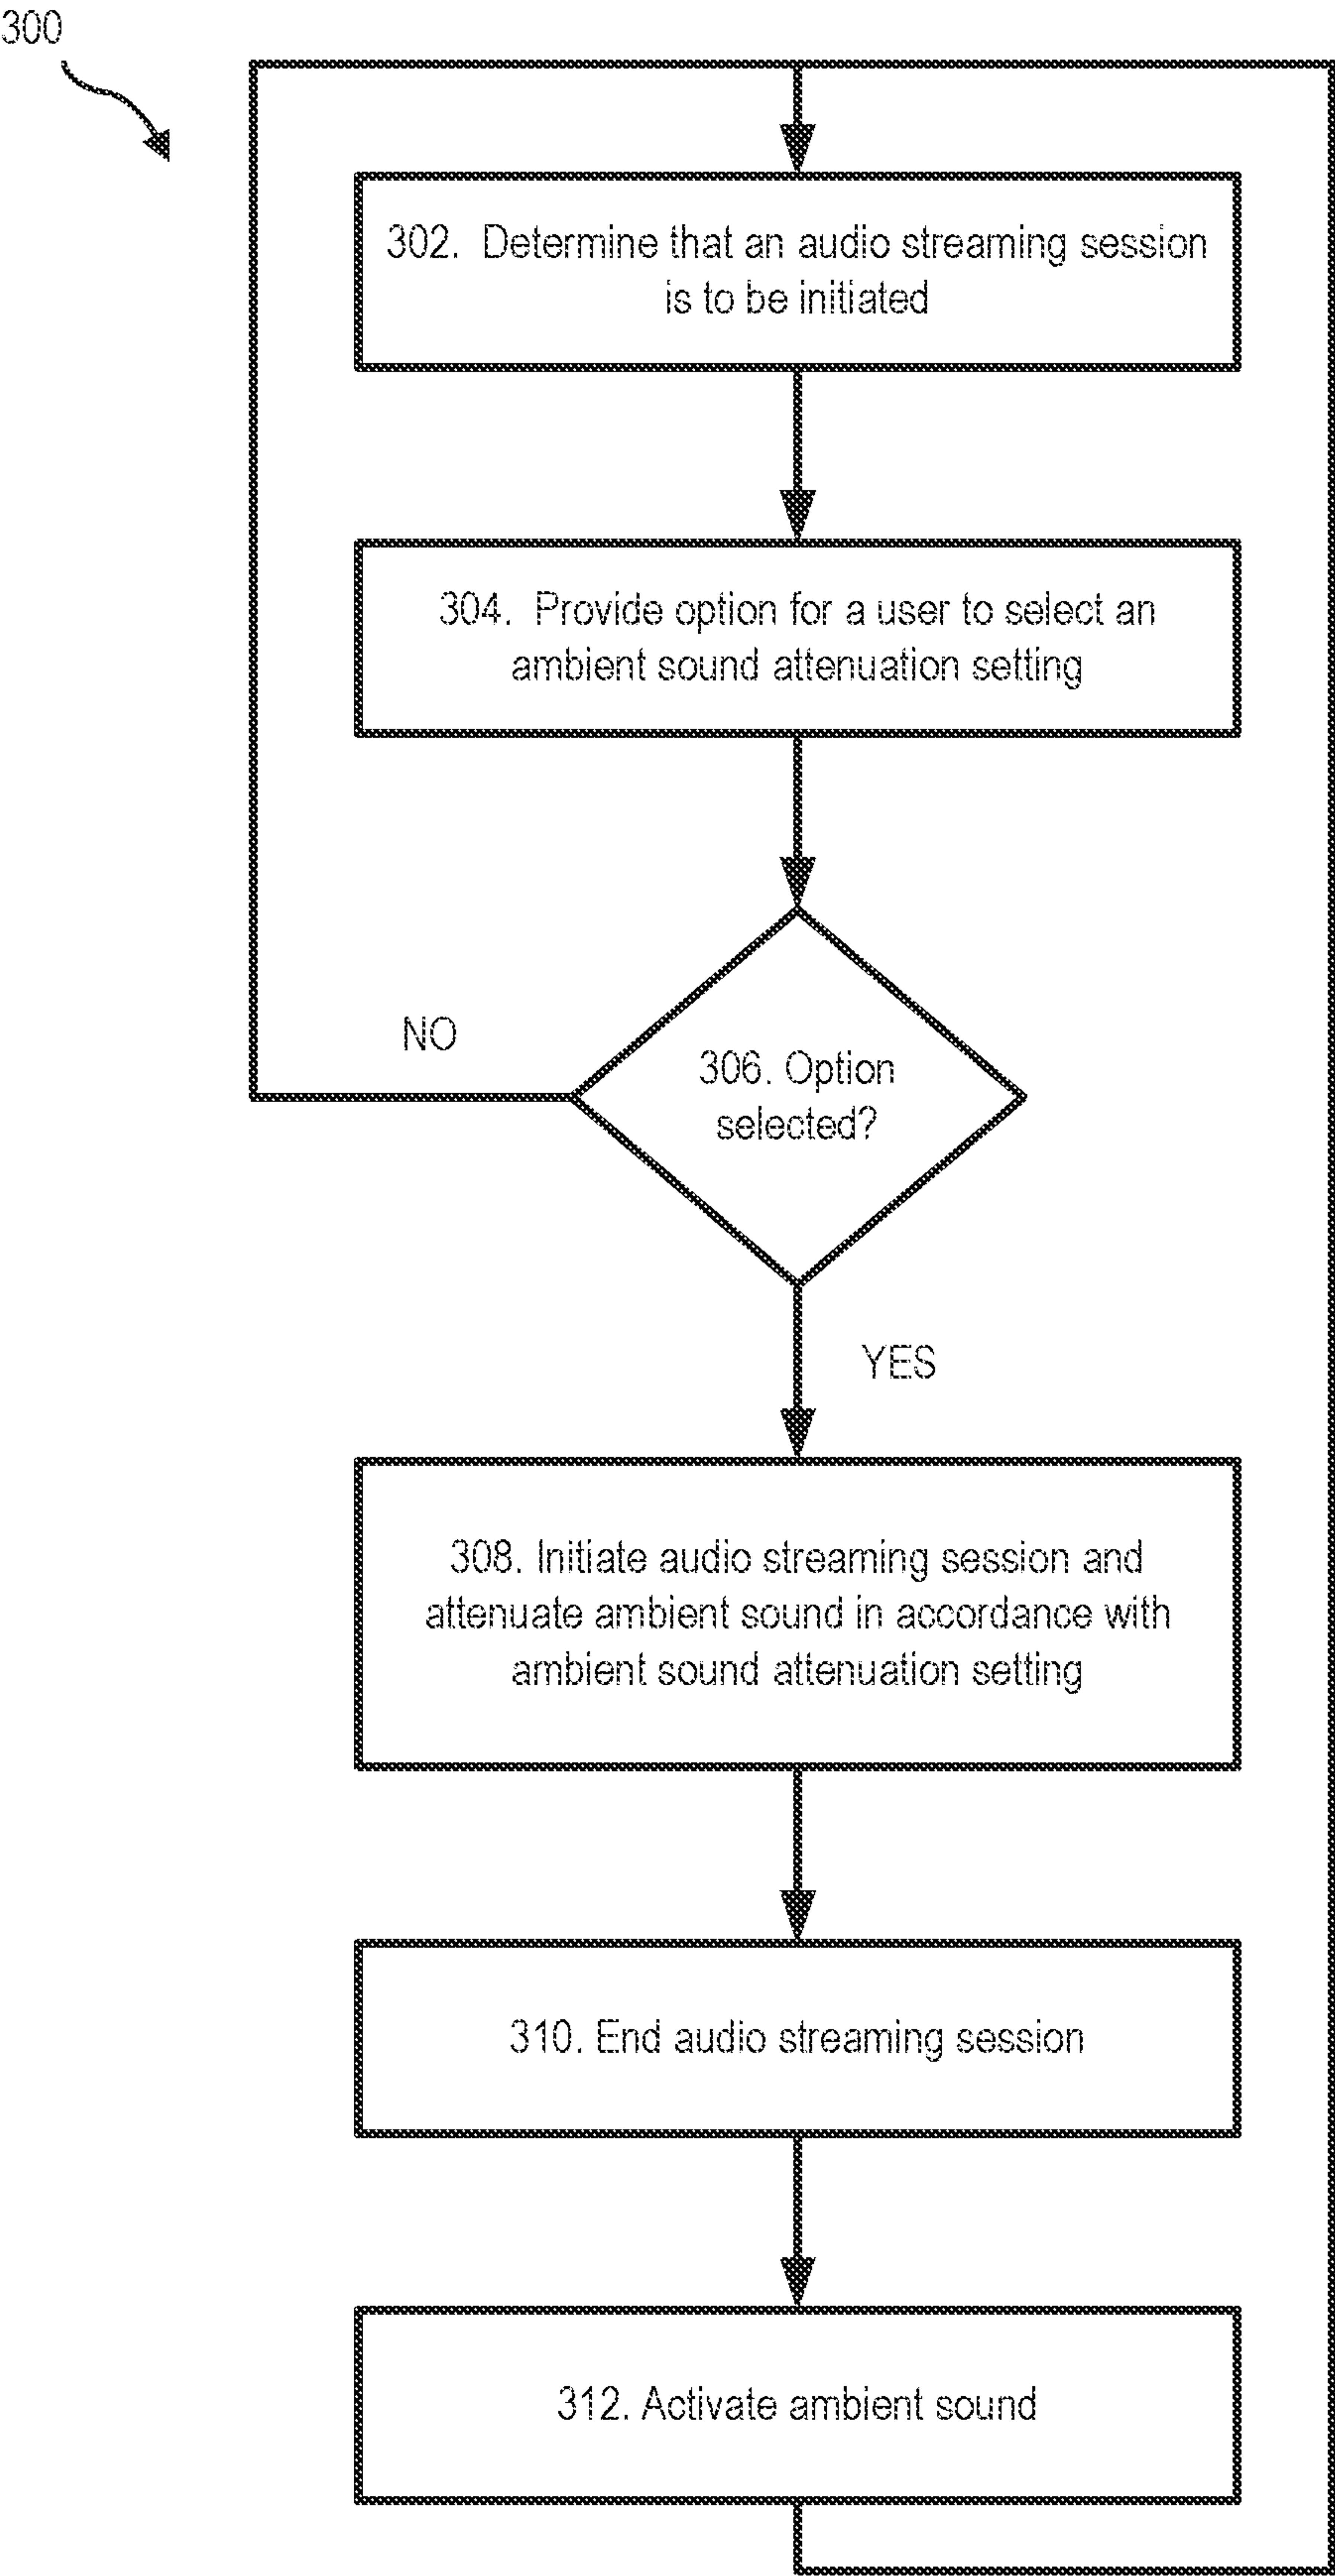 300
302. Determine that an audio streaming session
is to be initiated
304. Provide option for a user to select an
ambient sound attenuation setting
NO
306. Option
selected?
YES
308. Initiate audio streaming session and
attenuate ambient sound in accordance with
ambient sound attenuation setting
310. End audio streaming session
312. Activate ambient sound